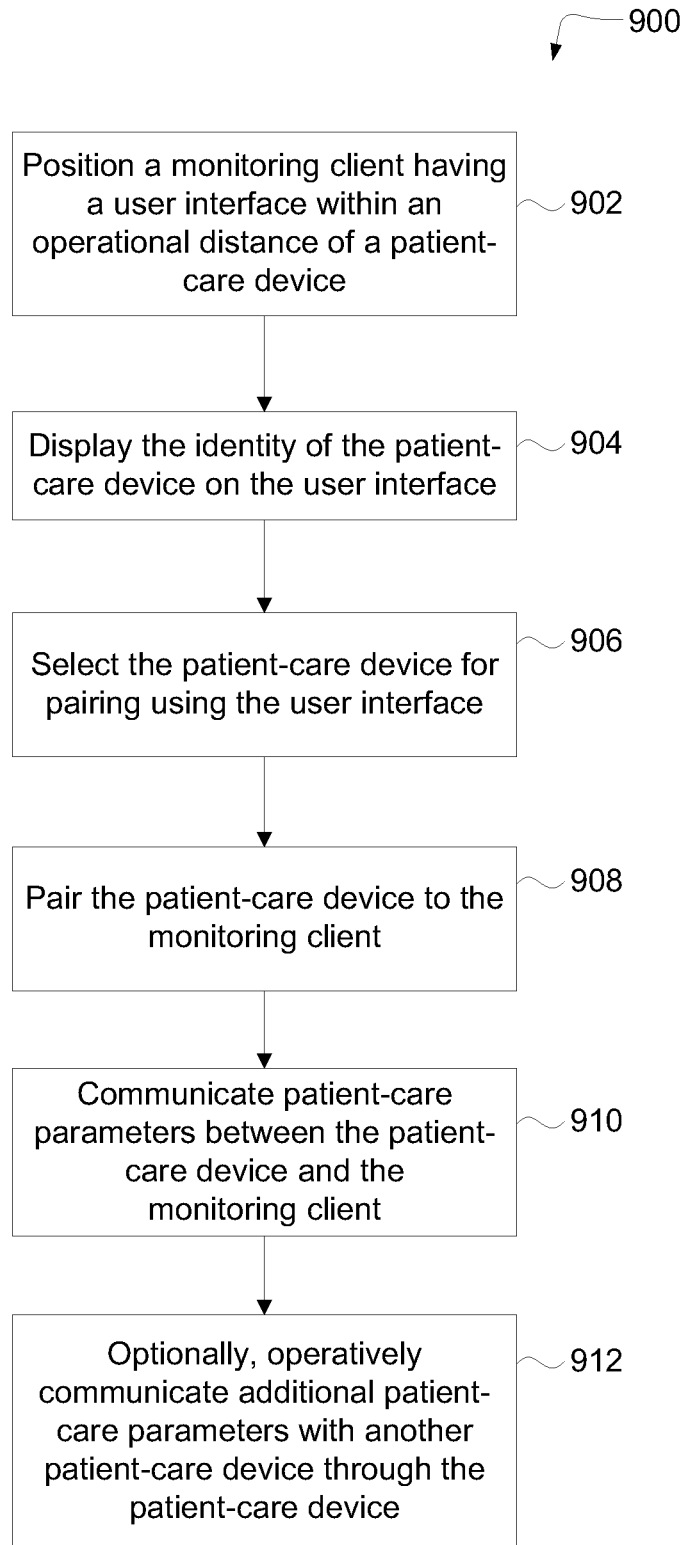 900
Position a monitoring client having
a user interface within an
operational distance of a patient-
care device
902
Display the identity of the patient-
care device on the user interface
904
Select the patient-care device for
pairing using the user interface
906
Pair the patient-care device to the
monitoring client
908
Communicate patient-care
parameters between the patient-
care device and the
monitoring client
910
Optionally, operatively
communicate additional patient-
care parameters with another
patient-care device through the
patient-care device
912